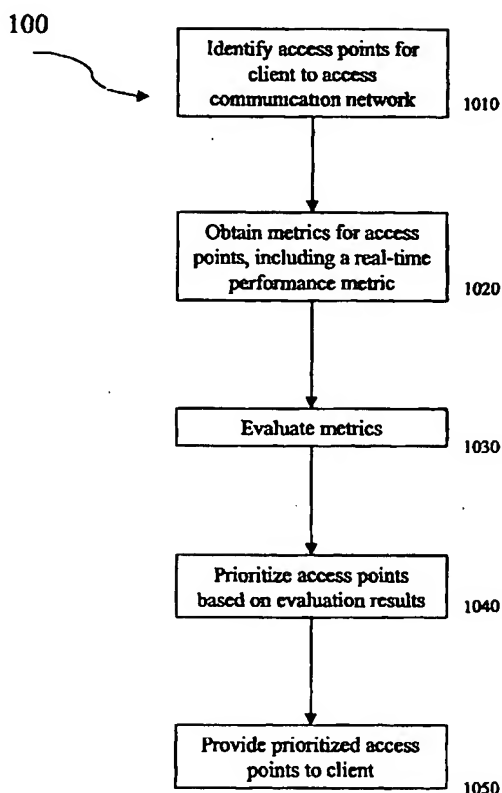 100
Identify access points for
client to access
communication network
1010
Obtain metrics for access
points, including a real-time
performance metric
1020
Evaluate metrics
1030
Prioritize access points
based on evaluation results
1040
Provide prioritized access
points to client
1050